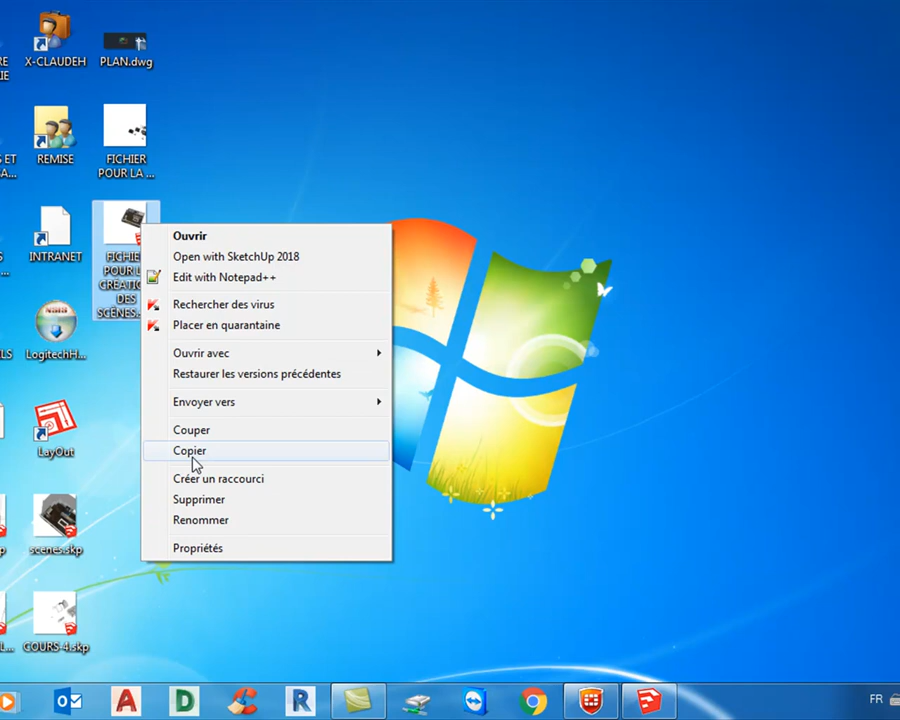 X-CLAUDEH
PLAN.dwg
REMISE
FICHIER
POUR LA ...
INTRANET
FICHIE
POUR L
CRÉATIO
DES
SCÈNES...
LogitechH...
LayOut
scenes.skp
COURS-4.skp
Ouvrir
Open with SketchUp 2018
Edit with Notepad++
Rechercher des virus
Placer en quarantaine
Ouvrir avec
Restaurer les versions précédentes
Envoyer vers
Couper
Copier
Créer un raccourci
Supprimer
Renommer
Propriétés
FR